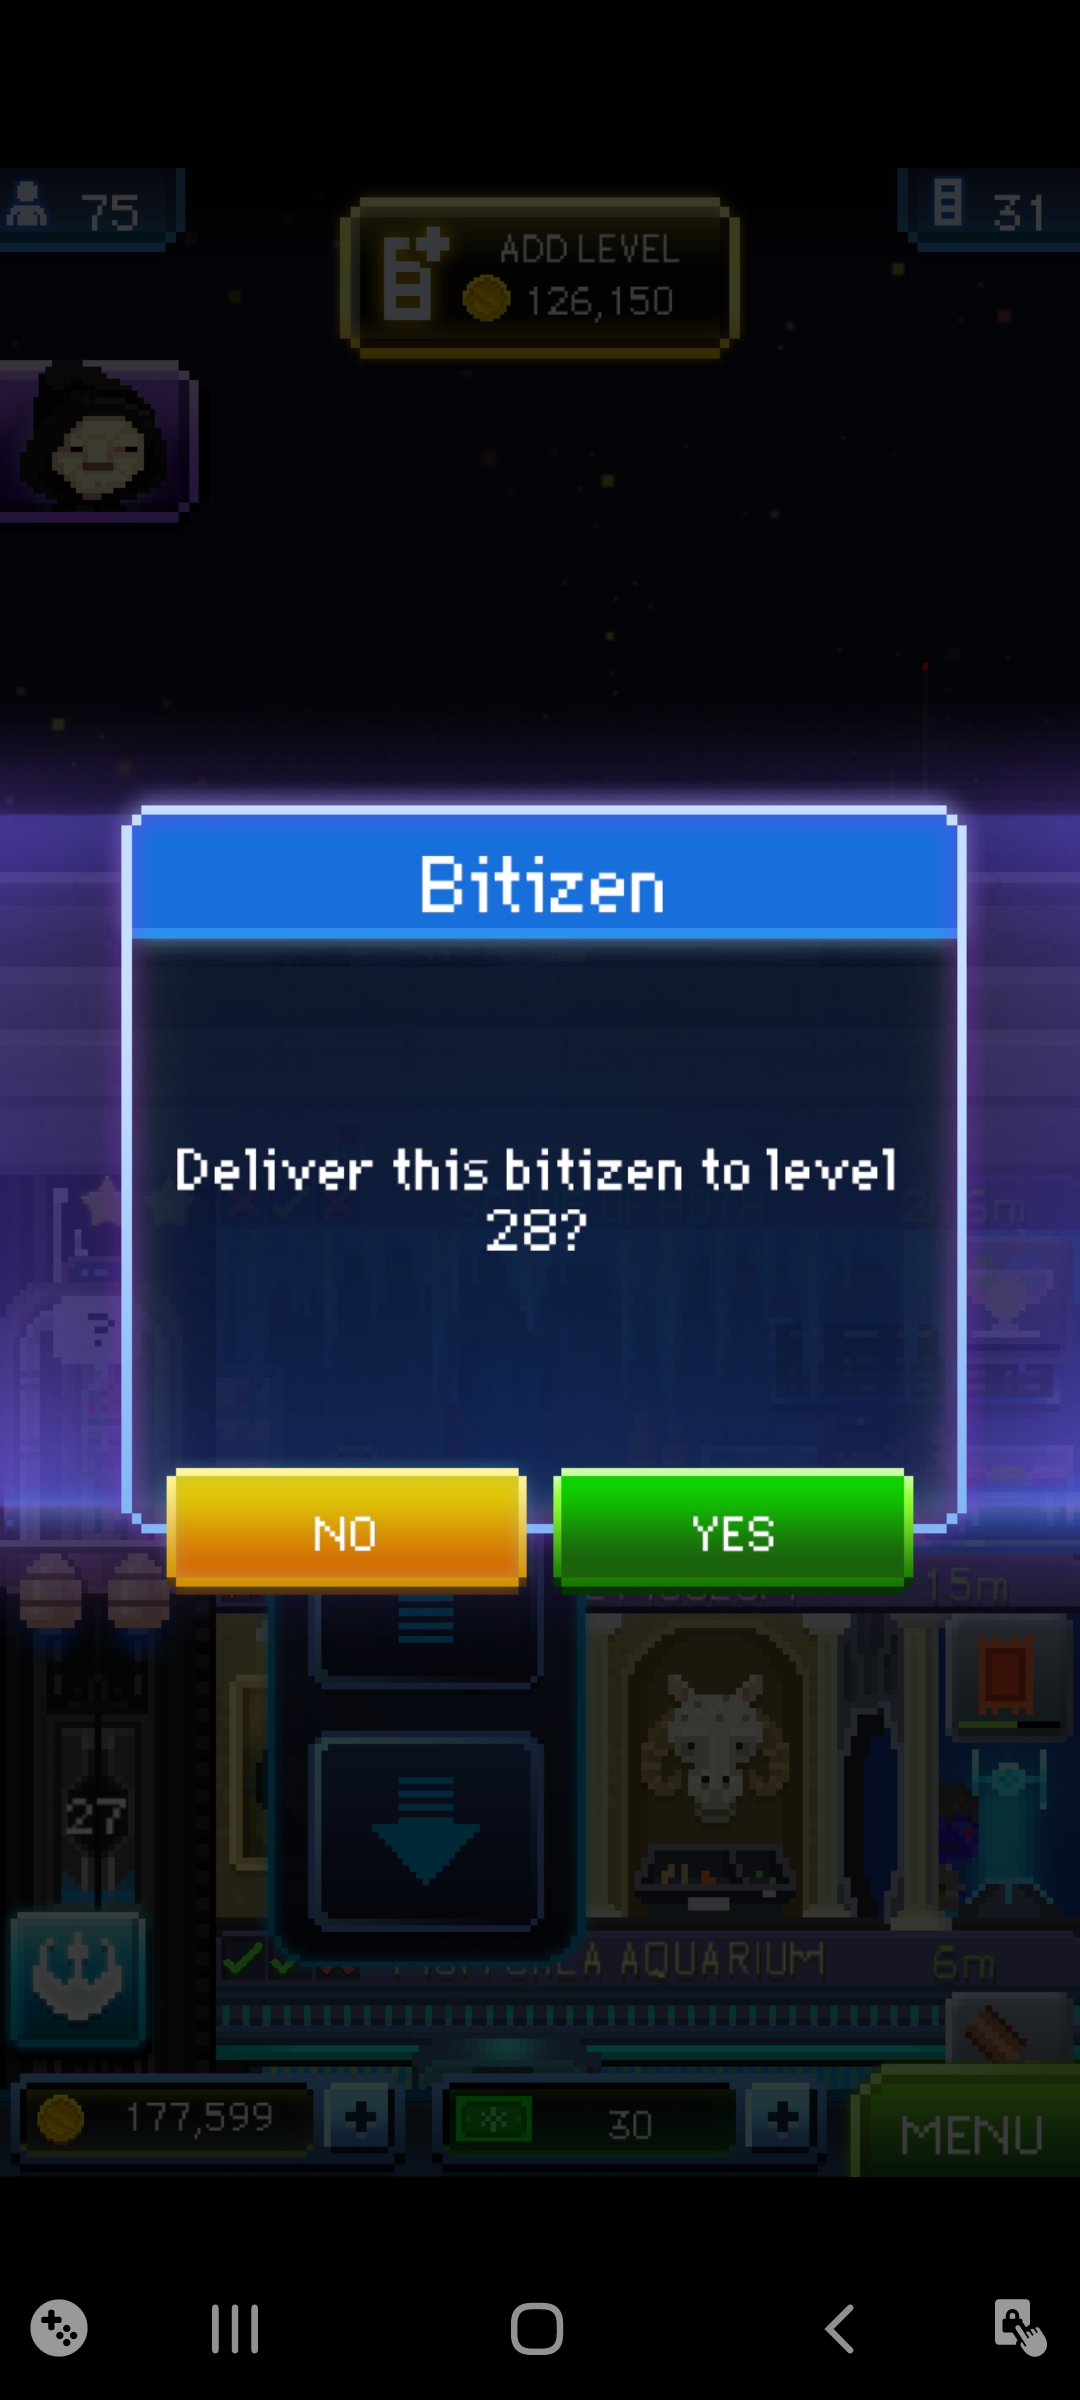 75
31
ADD LEVEL
126,150
Bitizen
Deliver this bitizen to level
28?
NO
YES
15m
27
AQUARIUM
6m
177,599
30
MENU